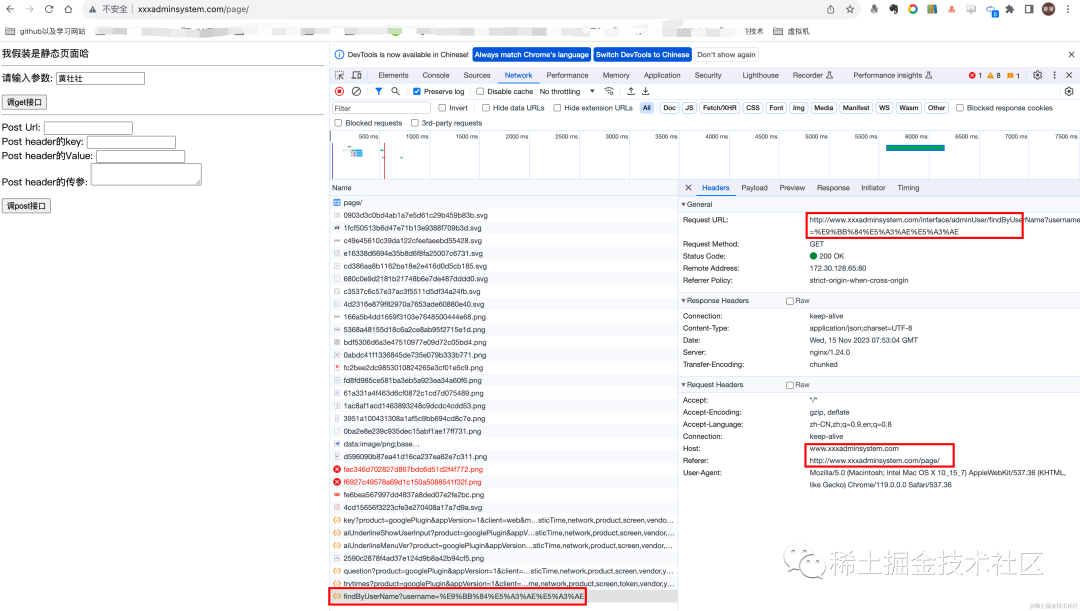 不安全 xxxadminsystem.com/page/
github以及学习网站
技术
虚拟机
我假装是静态页面哈
请输入参数: 黄壮壮
调get接口
Post Url:
Post header的key:
Post header的Value:
Post header的传参:
调post接口
DevTools is now available in Chinese! Always match Chrome's language Switch DevTools to Chinese Don't show again
Elements Console Sources Network Performance Memory Application Security Lighthouse Recorder Performance insights 1 8 1
Preserve log Disable cache No throttling
Filter Invert Hide data URLs Hide extension URLs All Doc JS Fetch/XHR CSS Font Img Media Manifest WS Wasm Other Blocked response cookies
Blocked requests 3rd-party requests
500 ms 1000 ms 1500 ms 2000 ms 2500 ms 3000 ms 3500 ms 4000 ms 4500 ms 5000 ms 5500 ms 6000 ms 6500 ms 7000 ms 7500 ms
Name
page/
0903d3c0bd4ab1a7e5d61c29b459b83b.svg
1fcf50513b6d47e71b13e9388f709b3d.svg
c49e45610c39da122cfeefaeebd55428.svg
e16338d6694e35b8d6f8fa25007c6731.svg
cd386aa8b1162ba18e2e416d0d5cb185.svg
680c0e9d2181b21748b6e7de487dddd0.svg
c3537c6c57e37ac3f5511d5df34a24fb.svg
4d2316e879f82970a7653ade60880e40.svg
166a5b4dd1659f3103e7648500444e68.png
5368a48155d18c6a2ce8ab95f2715e1d.png
bdf5306d6a3e47510977e09d72c05bd4.png
0abdc41f1336845de735e079b333b771.png
fc2bee2dc9853010824265e3cf01e5c9.png
fd8fd985ce581ba3eb5a923ea34a60f6.png
61a331a4f463d6cf0872c1cd7d075489.png
1ac8af1acd1463893248c9dcdc4cdd53.png
3951a100431308a1af5c9bb694cd8c7e.png
0ba2e8e239c935dec15abf1ae17ff731.png
data:image/png;base...
d596090b87ea41d16ca237ea62e7c311.png
fac346d702827d867bdc6d51d2f4f772.png
f6927c49578a69d1c150a5088541f32f.png
fe6bea567997dd4837a8ded07e2fe2bc.png
4cd15656f3223cfe3e270408a17a7d9a.svg
key?product=googlePlugin&appVersion=1&client=web&m...sticTime,network,product,screen,vendo...
aiUnderlineShowUserInput?product=googlePlugin&appV...sticTime,network,product,screen,vendor,...
aiUnderlineMenuVer?product=googlePlugin&appVersion...sticTime,network,product,screen,vendor,...
2590c2878f4ad37e124d9b8a42b94cf5.png
question?product=googlePlugin&appVersion=1&client=...sticTime,network,product,screen,vendor,y...
trytimes?product=googlePlugin&appVersion=1&client=...me,network,product,screen,token,vendor,y...
findByUserName?username=%E9%BB%84%E5%A3%AE%E5%A3%AE
Headers Payload Preview Response Initiator Timing
General
Request URL: http://www.xxxadminsystem.com/interface/adminUser/findByUserName?username
=%E9%BB%84%E5%A3%AE%E5%A3%AE
Request Method: GET
Status Code: 200 OK
Remote Address: 172.30.128.65:80
Referrer Policy: strict-origin-when-cross-origin
Response Headers Raw
Connection: keep-alive
Content-Type: application/json;charset=UTF-8
Date: Wed, 15 Nov 2023 07:53:04 GMT
Server: nginx/1.24.0
Transfer-Encoding: chunked
Request Headers Raw
Accept: */*
Accept-Encoding: gzip, deflate
Accept-Language: zh-CN,zh;q=0.9,en;q=0.8
Connection: keep-alive
Host: www.xxxadminsystem.com
Referer: http://www.xxxadminsystem.com/page/
User-Agent: Mozilla/5.0 (Macintosh; Intel Mac OS X 10_15_7) AppleWebKit/537.36 (KHTML,
like Gecko) Chrome/119.0.0.0 Safari/537.36
稀土掘金技术社区
@稀土掘金技术社区